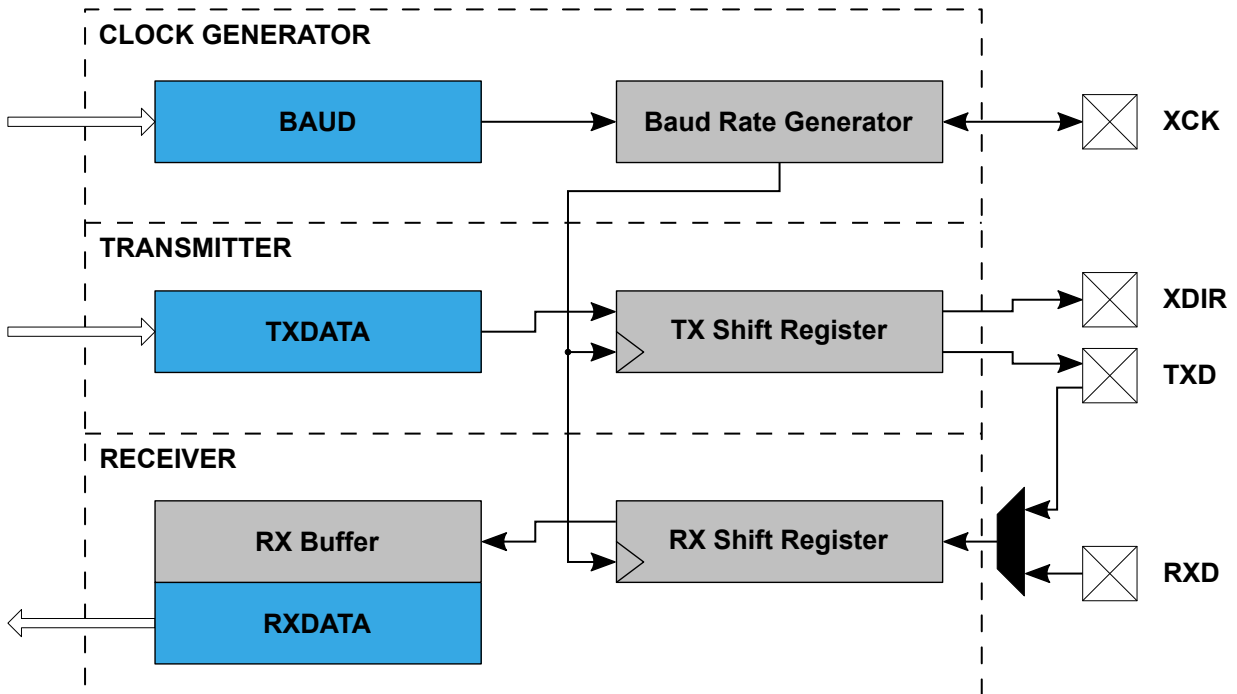 CLOCK GENERATOR
BAUD
Baud Rate Generator
XCK
TRANSMITTER
TXDATA
TX Shift Register
XDIR
TXD
RECEIVER
RX Buffer
RX Shift Register
RXD
RXDATA